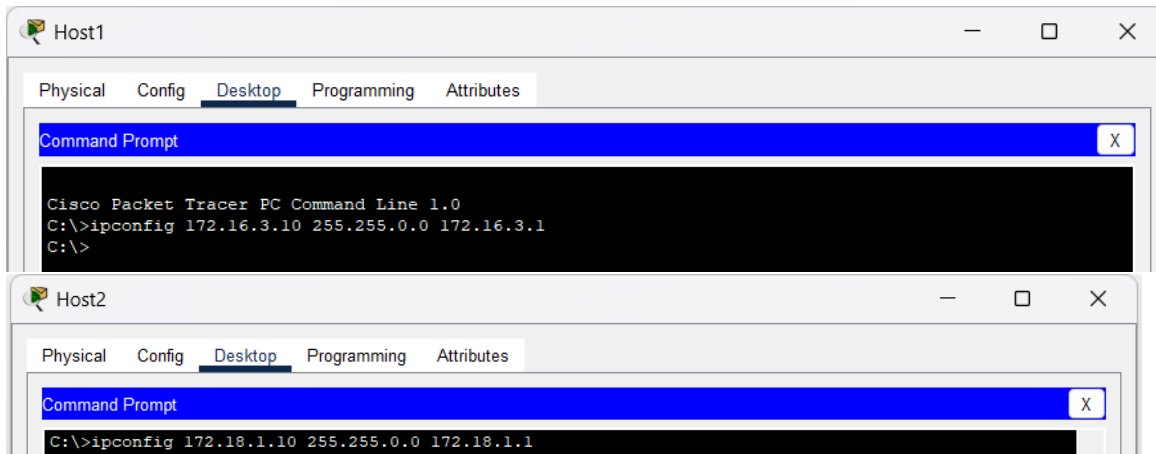 Host1
Physical Config Desktop Programming Attributes
Command Prompt X
Cisco Packet Tracer PC Command Line 1.0
C:\>ipconfig 172.16.3.10 255.255.0.0 172.16.3.1
C:\>
Host2
Physical Config Desktop Programming Attributes
Command Prompt X
C:\>ipconfig 172.18.1.10 255.255.0.0 172.18.1.1